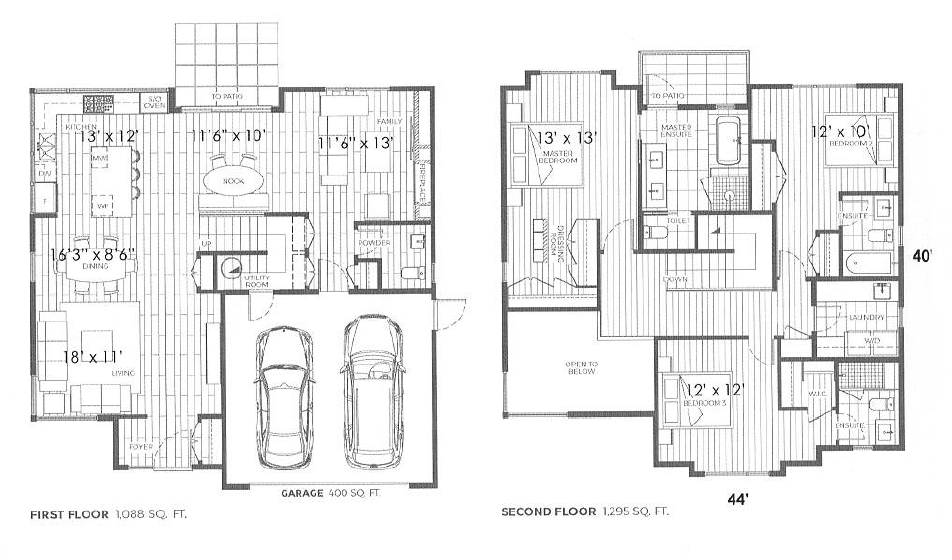 TO PATIO
S/O
OVEN
KITCHEN
13' x 12'
MW
DW
F
WF
11'6" x 10'
NOOK
FAMILY
11'6" x 13'
FIREPLACE
POWDER
UP
UTILITY
ROOM
16'3" x 8'6"
DINING
18' x 11'
LIVING
FOYER
GARAGE 400 SQ. FT.
FIRST FLOOR 1,088 SQ. FT.
TO PATIO
13' x 13'
MASTER
BEDROOM
MASTER
ENSUITE
12' x 10'
BEDROOM 2
ENSUITE
TOILET
DRESSING
ROOM
DOWN
40'
LAUNDRY
W/D
OPEN TO
BELOW
12' x 12'
BEDROOM 3
W.I.C
ENSUITE
44'
SECOND FLOOR 1,295 SQ. FT.